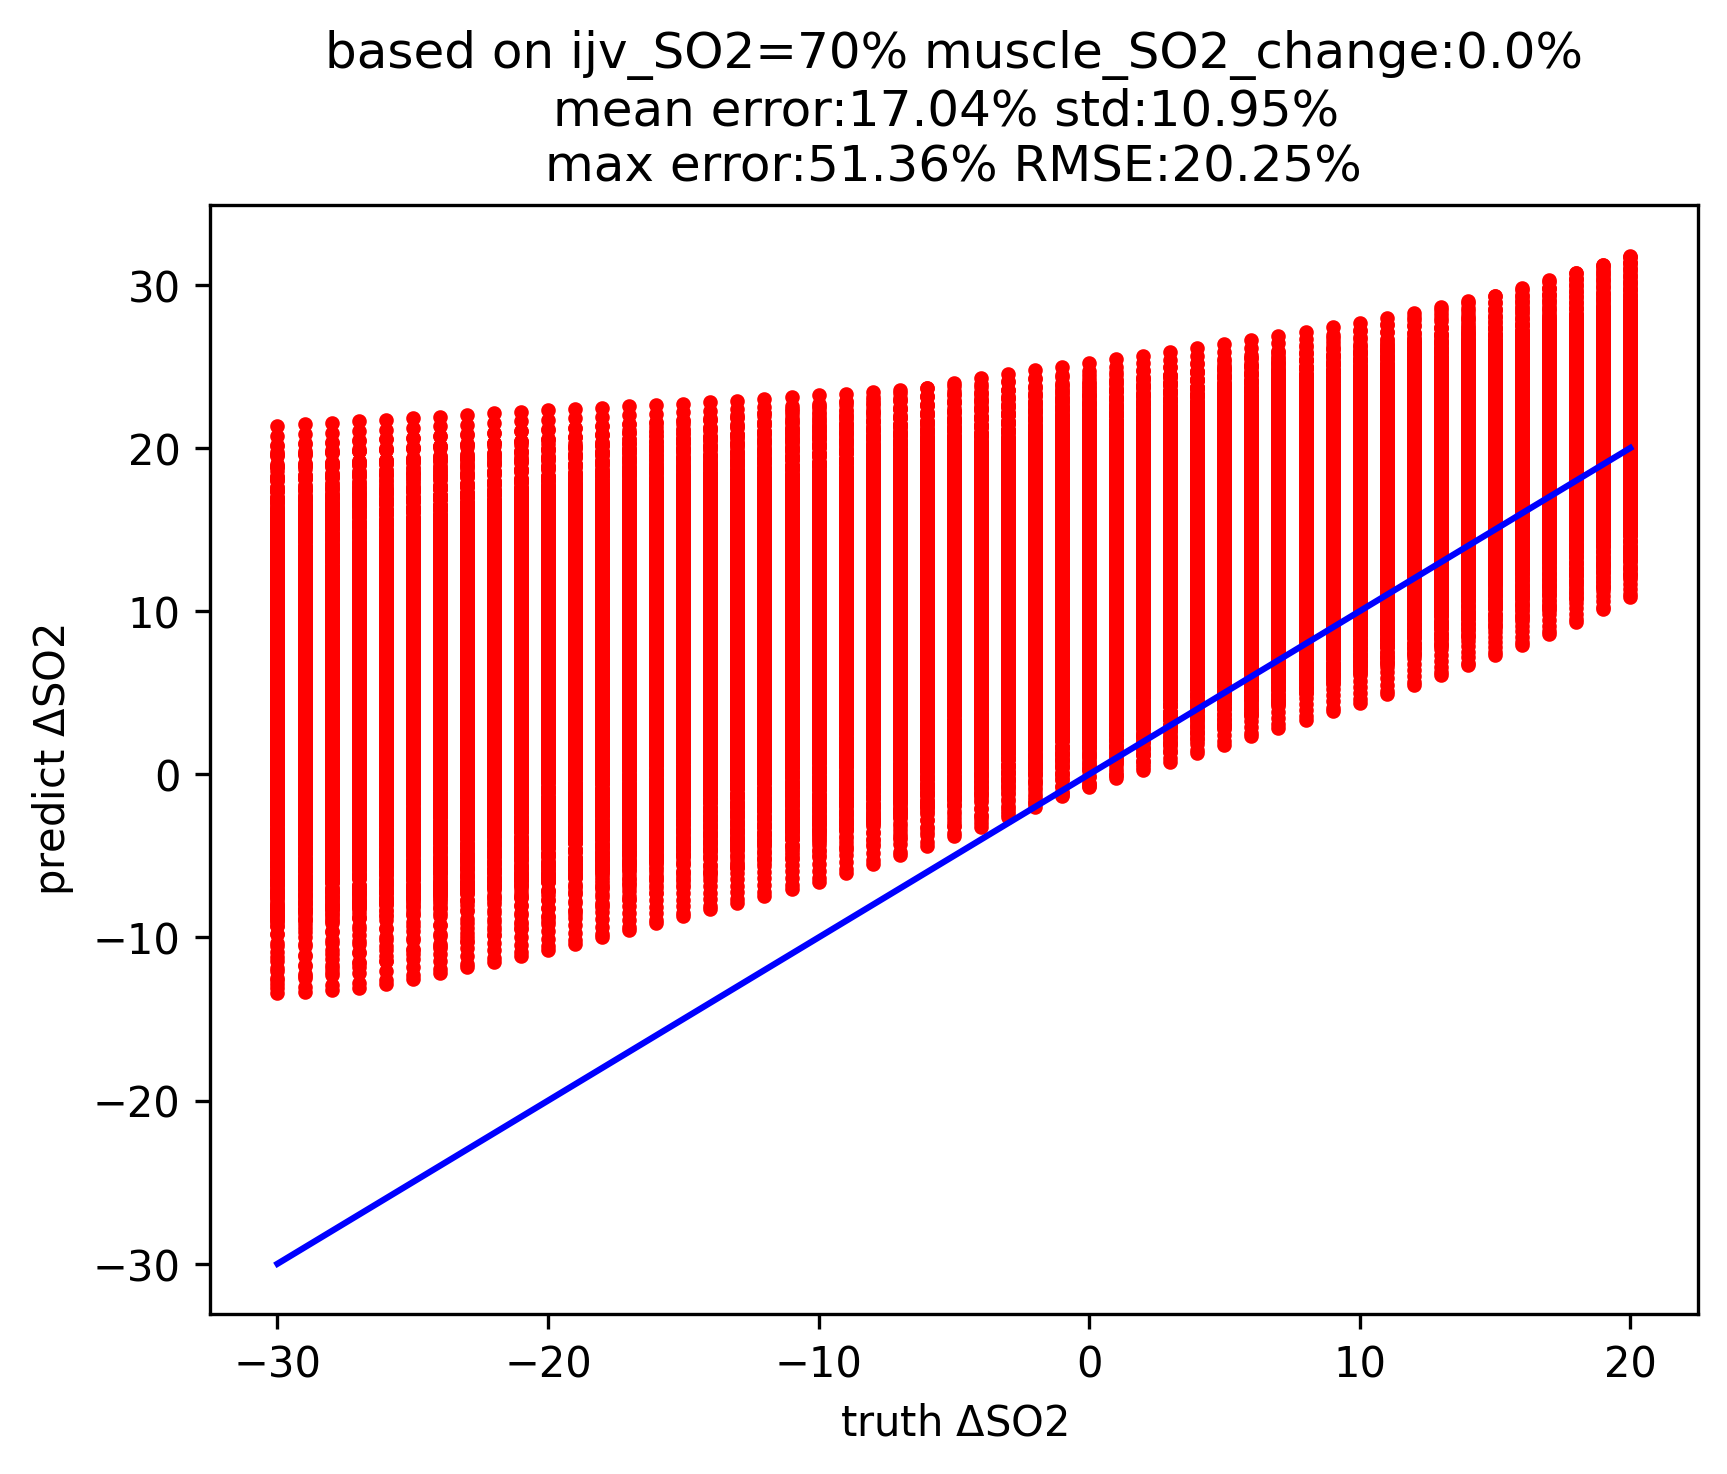 based on ijv_SO2=70% muscle_SO2_change:0.0%
mean error:17.04% std:10.95%
max error:51.36% RMSE:20.25%
30
20
10
0
−10
−20
−30
predict ΔSO2
−30 −20 −10 0 10 20
truth ΔSO2